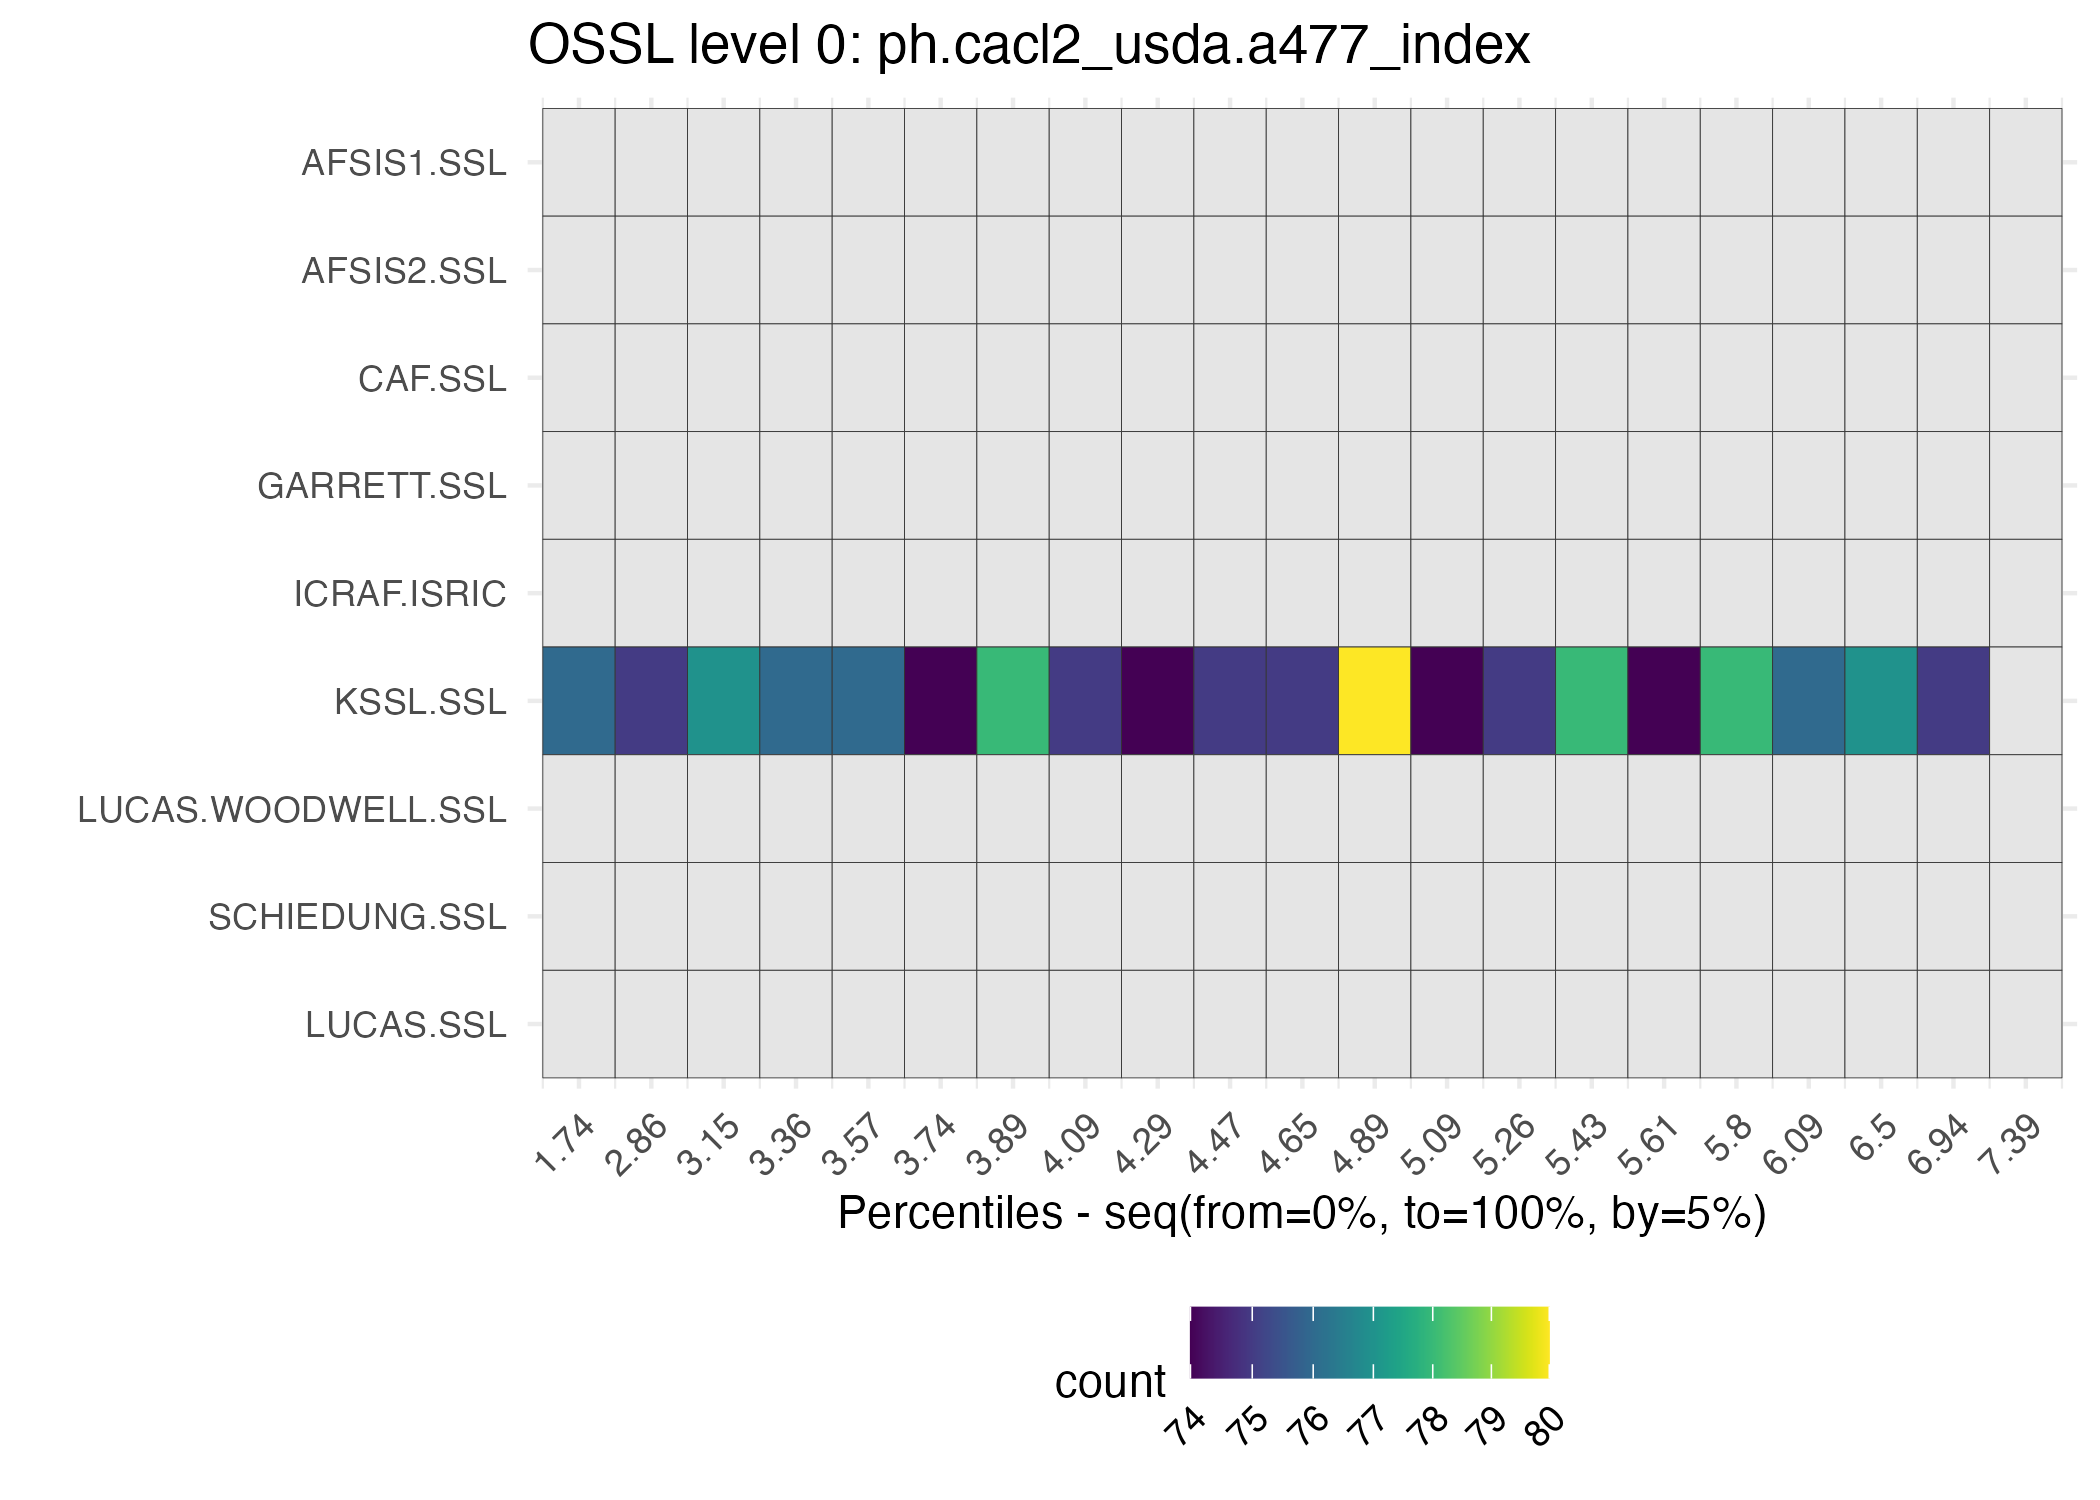 OSSL level 0: ph.cacl2_usda.a477_index
AFSIS1.SSL
AFSIS2.SSL
CAF.SSL
GARRETT.SSL
ICRAF.ISRIC
KSSL.SSL
LUCAS.WOODWELL.SSL
SCHIEDUNG.SSL
LUCAS.SSL
1.74 2.86 3.15 3.36 3.57 3.74 3.89 4.09 4.29 4.47 4.65 4.89 5.09 5.26 5.43 5.61 5.8 6.09 6.5 6.94 7.39
Percentiles - seq(from=0%, to=100%, by=5%)
count
74 75 76 77 78 79 80